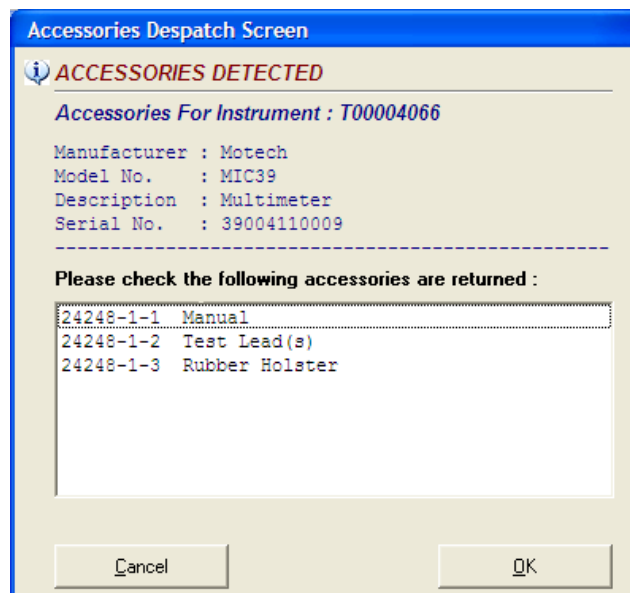 Accessories Despatch Screen
ACCESSORIES DETECTED
Accessories For Instrument : T00004066
Manufacturer : Motech
Model No.    : MIC39
Description  : Multimeter
Serial No.   : 39004110009
--------------------------------------------------
Please check the following accessories are returned :
24248-1-1  Manual
24248-1-2  Test Lead(s)
24248-1-3  Rubber Holster
Cancel OK